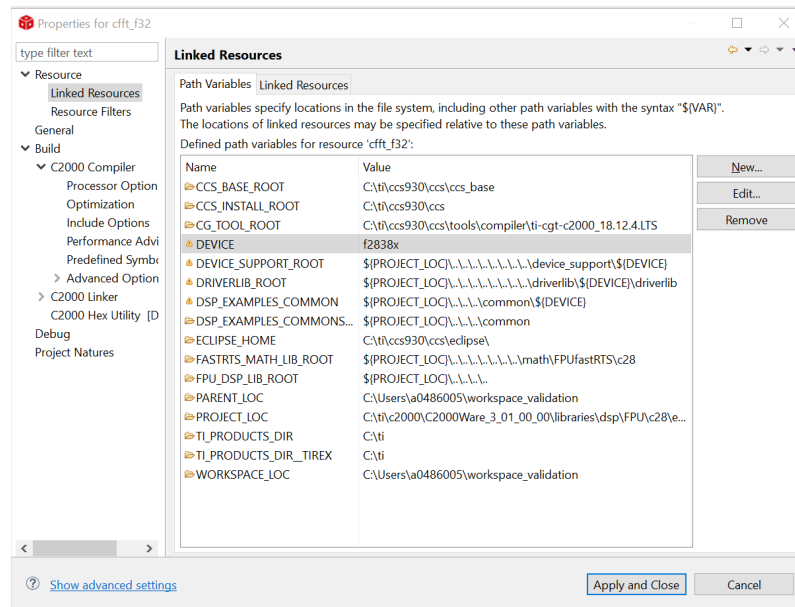 Properties for cfft_f32
type filter text
Resource
Linked Resources
Resource Filters
General
Build
C2000 Compiler
Processor Option
Optimization
Include Options
Performance Advi
Predefined Symbo
Advanced Option
C2000 Linker
C2000 Hex Utility [D
Debug
Project Natures
Linked Resources
Path Variables Linked Resources
Path variables specify locations in the file system, including other path variables with the syntax "${VAR}".
The locations of linked resources may be specified relative to these path variables.
Defined path variables for resource 'cfft_f32':
Name Value
CCS_BASE_ROOT C:\ti\ccs930\ccs\ccs_base
CCS_INSTALL_ROOT C:\ti\ccs930\ccs
CG_TOOL_ROOT C:\ti\ccs930\ccs\tools\compiler\ti-cgt-c2000_18.12.4.LTS
DEVICE f2838x
DEVICE_SUPPORT_ROOT ${PROJECT_LOC}\..\..\..\..\..\..\..\..\device_support\${DEVICE}
DRIVERLIB_ROOT ${PROJECT_LOC}\..\..\..\..\..\..\..\..\driverlib\${DEVICE}\driverlib
DSP_EXAMPLES_COMMON ${PROJECT_LOC}\..\..\..\common\${DEVICE}
DSP_EXAMPLES_COMMONS... ${PROJECT_LOC}\..\..\..\common
ECLIPSE_HOME C:\ti\ccs930\ccs\eclipse\
FASTRTS_MATH_LIB_ROOT ${PROJECT_LOC}\..\..\..\..\..\..\..\math\FPUfastRTS\c28
FPU_DSP_LIB_ROOT ${PROJECT_LOC}\..\..\..\..
PARENT_LOC C:\Users\a0486005\workspace_validation
PROJECT_LOC C:\ti\c2000\C2000Ware_3_01_00_00\libraries\dsp\FPU\c28\e...
TI_PRODUCTS_DIR C:\ti
TI_PRODUCTS_DIR__TIREX C:\ti
WORKSPACE_LOC C:\Users\a0486005\workspace_validation
New...
Edit...
Remove
Show advanced settings
Apply and Close
Cancel